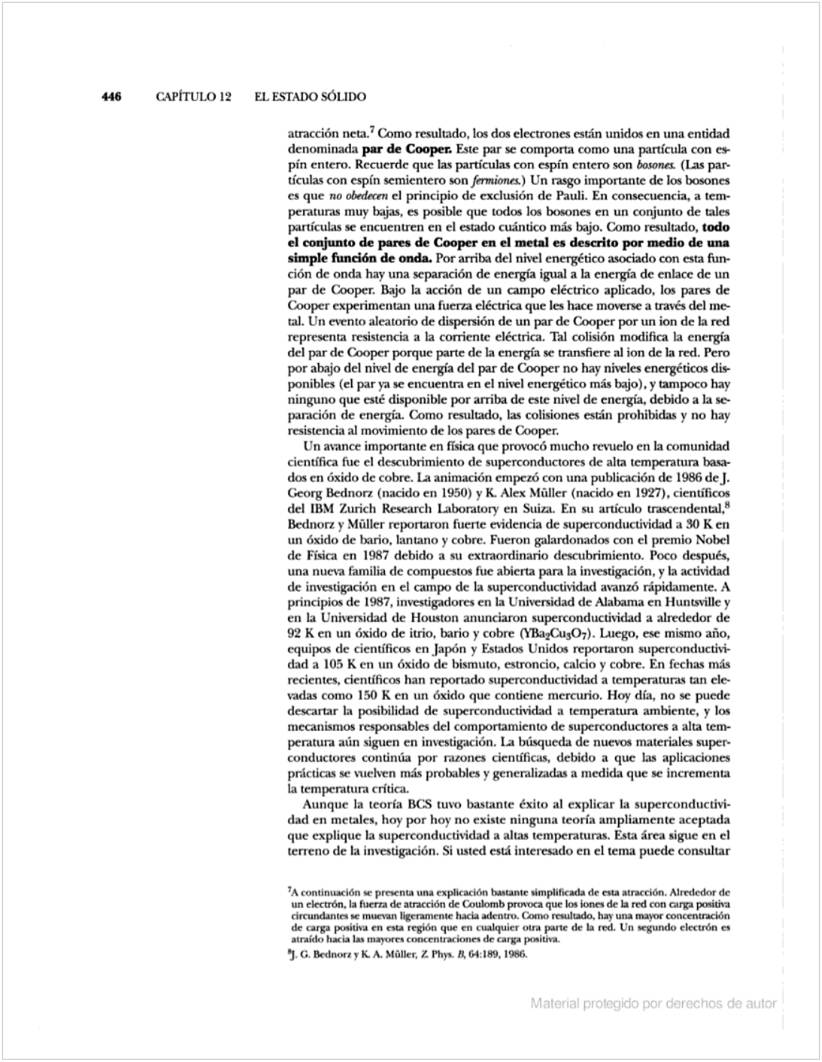 446 CAPÍTULO 12 EL ESTADO SÓLIDO
atracción neta.7 Como resultado, los dos electrones están unidos en una entidad
denominada par de Cooper. Este par se comporta como una partícula con es-
pín entero. Recuerde que las partículas con espín entero son bosones. (Las par-
tículas con espín semientero son fermiones.) Un rasgo importante de los bosones
es que no obedecen el principio de exclusión de Pauli. En consecuencia, a tem-
peraturas muy bajas, es posible que todos los bosones en un conjunto de tales
partículas se encuentren en el estado cuántico más bajo. Como resultado, todo
el conjunto de pares de Cooper en el metal es descrito por medio de una
simple función de onda. Por arriba del nivel energético asociado con esta fun-
ción de onda hay una separación de energía igual a la energía de enlace de un
par de Cooper. Bajo la acción de un campo eléctrico aplicado, los pares de
Cooper experimentan una fuerza eléctrica que les hace moverse a través del me-
tal. Un evento aleatorio de dispersión de un par de Cooper por un ion de la red
representa resistencia a la corriente eléctrica. Tal colisión modifica la energía
del par de Cooper porque parte de la energía se transfiere al ion de la red. Pero
por abajo del nivel de energía del par de Cooper no hay niveles energéticos dis-
ponibles (el par ya se encuentra en el nivel energético más bajo), y tampoco hay
ninguno que esté disponible por arriba de este nivel de energía, debido a la se-
paración de energía. Como resultado, las colisiones están prohibidas y no hay
resistencia al movimiento de los pares de Cooper.
Un avance importante en física que provocó mucho revuelo en la comunidad
científica fue el descubrimiento de superconductores de alta temperatura basa-
dos en óxido de cobre. La animación empezó con una publicación de 1986 de J.
Georg Bednorz (nacido en 1950) y K. Alex Müller (nacido en 1927), científicos
del IBM Zurich Research Laboratory en Suiza. En su artículo trascendental,8
Bednorz y Müller reportaron fuerte evidencia de superconductividad a 30 K en
un óxido de bario, lantano y cobre. Fueron galardonados con el premio Nobel
de Física en 1987 debido a su extraordinario descubrimiento. Poco después,
una nueva familia de compuestos fue abierta para la investigación, y la actividad
de investigación en el campo de la superconductividad avanzó rápidamente. A
principios de 1987, investigadores en la Universidad de Alabama en Huntsville y
en la Universidad de Houston anunciaron superconductividad a alrededor de
92 K en un óxido de itrio, bario y cobre (YBa2Cu3O7). Luego, ese mismo año,
equipos de científicos en Japón y Estados Unidos reportaron superconductivi-
dad a 105 K en un óxido de bismuto, estroncio, calcio y cobre. En fechas más
recientes, científicos han reportado superconductividad a temperaturas tan ele-
vadas como 150 K en un óxido que contiene mercurio. Hoy día, no se puede
descartar la posibilidad de superconductividad a temperatura ambiente, y los
mecanismos responsables del comportamiento de superconductores a alta tem-
peratura aún siguen en investigación. La búsqueda de nuevos materiales super-
conductores continúa por razones científicas, debido a que las aplicaciones
prácticas se vuelven más probables y generalizadas a medida que se incrementa
la temperatura crítica.
Aunque la teoría BCS tuvo bastante éxito al explicar la superconductivi-
dad en metales, hoy por hoy no existe ninguna teoría ampliamente aceptada
que explique la superconductividad a altas temperaturas. Esta área sigue en el
terreno de la investigación. Si usted está interesado en el tema puede consultar
7A continuación se presenta una explicación bastante simplificada de esta atracción. Alrededor de
un electrón, la fuerza de atracción de Coulomb provoca que los iones de la red con carga positiva
circundantes se muevan ligeramente hacia adentro. Como resultado, hay una mayor concentración
de carga positiva en esta región que en cualquier otra parte de la red. Un segundo electrón es
atraído hacia las mayores concentraciones de carga positiva.
8J. G. Bednorz y K. A. Müller, Z. Phys. B, 64:189, 1986.
Material protegido por derechos de autor